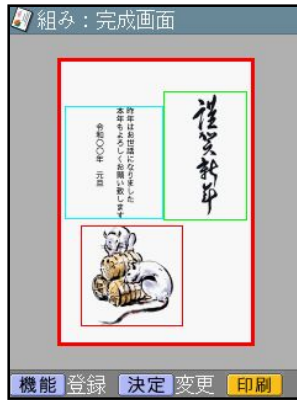 組み：完成画面
謹賀新年
昨年はお世話になりました
本年もよろしくお願い致します
令和〇〇年　元旦
機能 登録 決定 変更 印刷